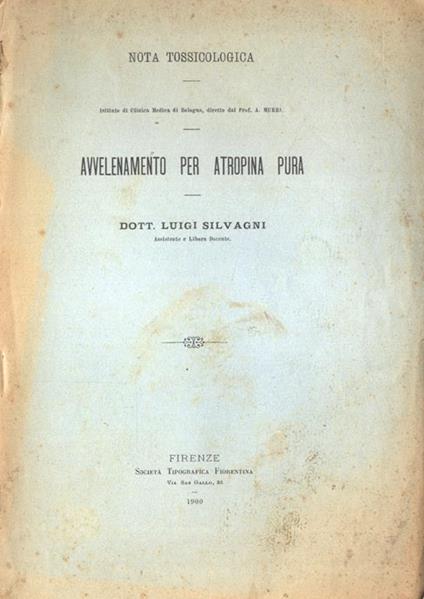 NOTA TOSSICOLOGICA
Istituto di Clinica Medica di Bologna, diretto dal Prof. A. MURRI.
AVVELENAMENTO PER ATROPINA PURA
DOTT. LUIGI SILVAGNI
Assistente e Libero Docente.
FIRENZE
SOCIETÀ TIPOGRAFICA FIORENTINA
VIA SAN GALLO, 33
1900